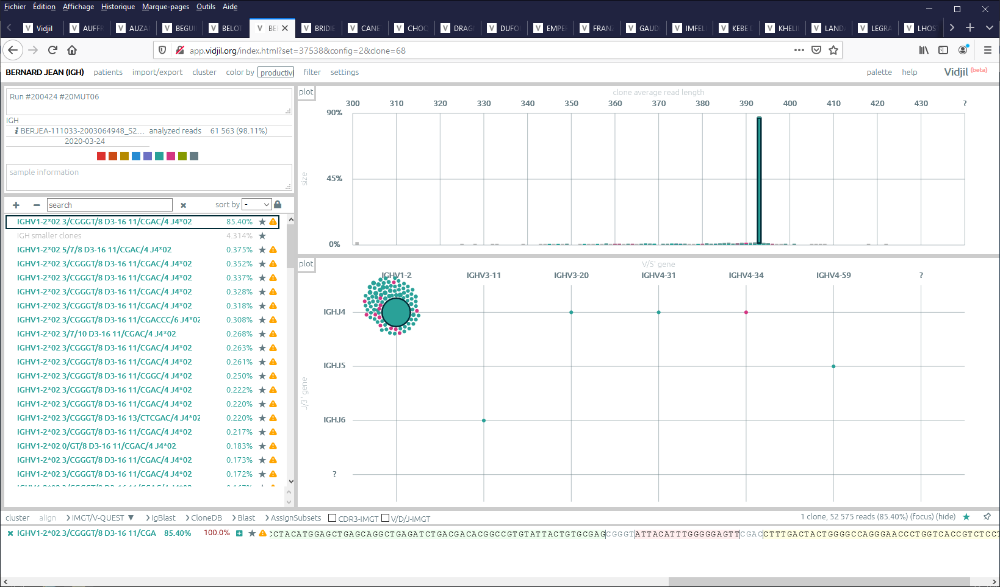 Fichier Édition Affichage Historique Marque-pages Outils Aide
Vidjil AUFFR AUZA BEGUI BELOT BE BRIDIE CANE CHOC DRAG DUFO EMPER FRAN GAUD IMFEL KEBE KHELI LANDA LEGRA LHOST
app.vidjil.org/index.html?set=37538&config=2&clone=68
BERNARD JEAN (IGH) patients import/export cluster color by productivi filter settings palette help Vidjil (beta)
Run #200424 #20MUT06
IGH
i BERJEA-111033-2003064948_S2... analyzed reads 61 563 (98.11%)
2020-03-24
sample information
+ − search × sort by -
IGHV1-2*02 3/CGGGT/8 D3-16 11/CGAC/4 J4*02 85.40%
IGH smaller clones 4.314%
IGHV1-2*02 5/7/8 D3-16 11/CGAC/4 J4*02 0.375%
IGHV1-2*02 3/CGGGT/8 D3-16 11/CGAC/4 J4*02 0.352%
IGHV1-2*02 3/CGGGT/8 D3-16 11/CGAC/4 J4*02 0.337%
IGHV1-2*02 3/CGGGT/8 D3-16 11/CGAC/4 J4*02 0.328%
IGHV1-2*02 3/CGGGT/8 D3-16 11/CGAC/4 J4*02 0.318%
IGHV1-2*02 3/CGGGT/8 D3-16 11/CGACCC/6 J4*02 0.308%
IGHV1-2*02 3/7/10 D3-16 11/CGAC/4 J4*02 0.268%
IGHV1-2*02 3/CGGGT/8 D3-16 11/CGAC/4 J4*02 0.263%
IGHV1-2*02 3/CGGGT/8 D3-16 11/CGAC/4 J4*02 0.261%
IGHV1-2*02 3/CGGGT/8 D3-16 11/CGGC/4 J4*02 0.250%
IGHV1-2*02 3/CGGGT/8 D3-16 11/CGAC/4 J4*02 0.222%
IGHV1-2*02 3/CGGGT/8 D3-16 11/CGAC/4 J4*02 0.220%
IGHV1-2*02 3/CGGGT/8 D3-16 13/CTCGAC/4 J4*02 0.220%
IGHV1-2*02 3/CGGGT/8 D3-16 11/CGAC/4 J4*02 0.217%
IGHV1-2*02 0/GT/8 D3-16 11/CGAC/4 J4*02 0.183%
IGHV1-2*02 3/CGGGT/8 D3-16 11/CGAC/4 J4*02 0.173%
IGHV1-2*02 3/CGGGT/8 D3-16 11/CGAC/4 J4*02 0.172%
plot
clone average read length
300 310 320 330 340 350 360 370 380 390 400 410 420 430 ?
90%
size
45%
0%
plot
V/5' gene
IGHV1-2 IGHV3-11 IGHV3-20 IGHV4-31 IGHV4-34 IGHV4-59 ?
IGHJ4
IGHJ5
J/3' gene
IGHJ6
?
cluster align IMGT/V-QUEST ▼ IgBlast CloneDB Blast AssignSubsets CDR3-IMGT V/D/J-IMGT 1 clone, 52 575 reads (85.40%) (focus) (hide)
IGHV1-2*02 3/CGGGT/8 D3-16 11/CGA 85.40% 100.0% CCTACATGGAGCTGAGCAGGCTGAGATCTGACGACACGGCCGTGTATTACTGTGCGAGCGGGTATTACATTTGGGGGAGTTCGACCTTTGACTACTGGGGCCAGGGAACCCTGGTCACCGTCTCCT